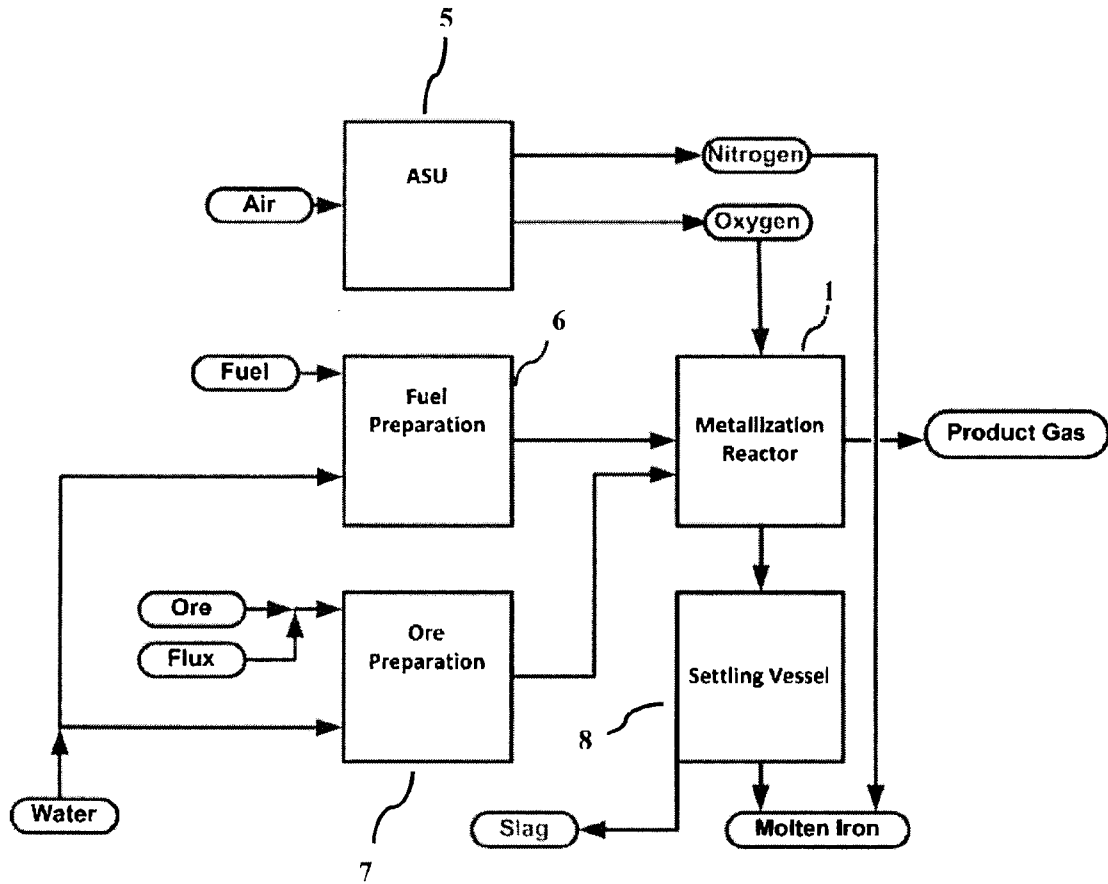 5
ASU
Nitrogen
Air
Oxygen
1
6
Fuel
Fuel
Preparation
Metallization
Reactor
Product Gas
Ore
Flux
Ore
Preparation
Settling Vessel
8
Water
Slag
Molten Iron
7